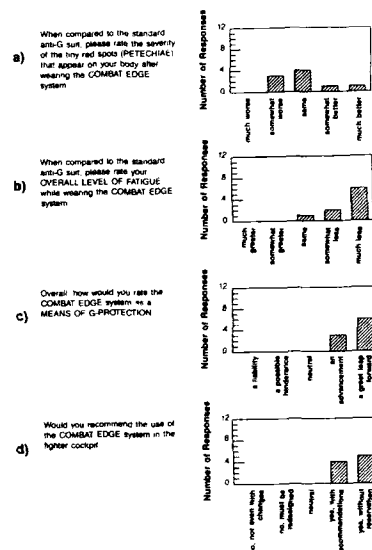 a)
When compared to the standard
anti-G suit, please rate the severity
of the tiny red spots (PETECHIAE)
that appear on your body after
wearing the COMBAT EDGE
system
Number of Responses
12
8
4
0
much worse
somewhat
worse
same
somewhat
better
much better
b)
When compared to the standard
anti-G suit, please rate your
OVERALL LEVEL OF FATIGUE
while wearing the COMBAT EDGE
system
Number of Responses
12
8
4
0
much
greater
somewhat
greater
same
somewhat
less
much less
c)
Overall how would you rate the
COMBAT EDGE system as a
MEANS OF G-PROTECTION
Number of Responses
12
8
4
0
a liability
a possible
hinderance
neutral
an
advancement
a great leap
forward
d)
Would you recommend the use of
the COMBAT EDGE system in the
fighter cockpit
Number of Responses
12
8
4
0
o, not even with
changes
no, must be
redesigned
neutral
yes, with
commendations
yes, without
reservation